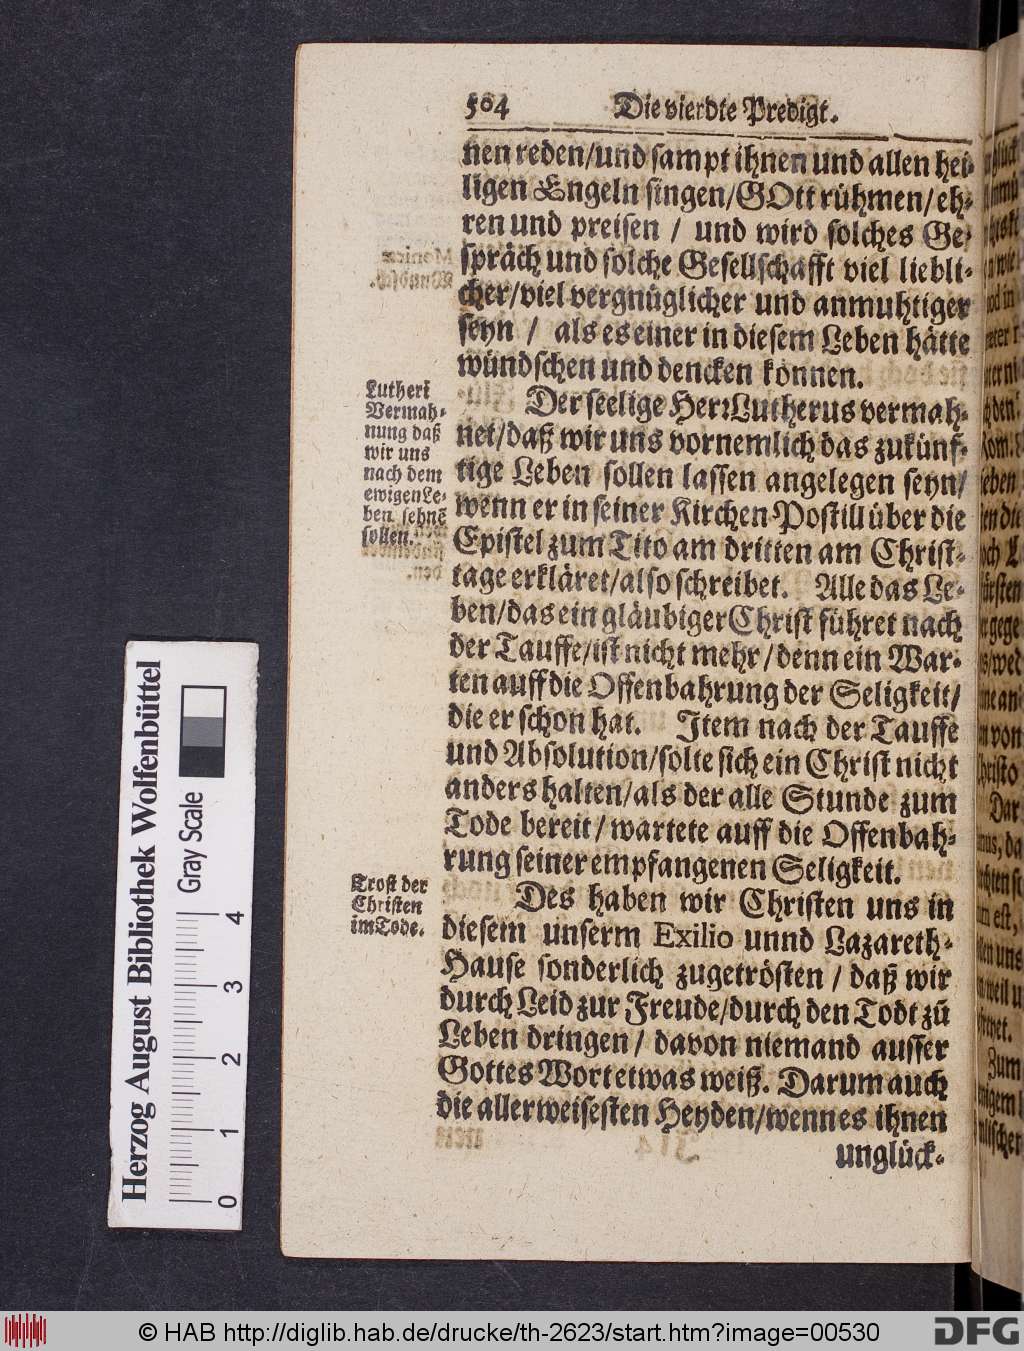 504 Die vierdte Predigt.
nen reden/und sampt ihnen und allen hei-
ligen Engeln singen/GOtt rühmen/eh-
ren und preisen / und wird solches Ge-
spräch und solche Gesellschafft viel liebli-
cher/viel vergnüglicher und anmuhtiger
seyn / als es einer in diesem Leben hätte
wündschen und dencken können.
Lutheri
Vermah-
nung daß
wir uns
nach dem
ewigen Le-
ben sehnē
sollen.
Der seelige Herꝛ Lutherus vermah-
net/daß wir uns vornemlich das zukünf-
tige Leben sollen lassen angelegen seyn/
wenn er in seiner Kirchen-Postill über die
Epistel zum Tito am dritten am Christ-
tage erkläret/also schreibet. Alle das Le-
ben/das ein gläubiger Christ führet nach
der Tauffe/ist nicht mehr/denn ein War-
ten auff die Offenbahrung der Seligkeit/
die er schon hat. Item nach der Tauffe
und Absolution/solte sich ein Christ nicht
anders halten/als der alle Stunde zum
Tode bereit/wartete auff die Offenbah-
rung seiner empfangenen Seligkeit.
Trost der
Christen
im Tode.
Des haben wir Christen uns in
diesem unserm Exilio unnd Lazareth-
Hause sonderlich zugetrösten / daß wir
durch Leid zur Freude/durch den Todt zū
Leben dringen / davon niemand ausser
Gottes Wort etwas weiß. Darum auch
die allerweisesten Heyden/wenn es ihnen
unglück-
Herzog August Bibliothek Wolfenbüttel
Gray Scale
0 1 2 3 4
© HAB http://diglib.hab.de/drucke/th-2623/start.htm?image=00530
DFG